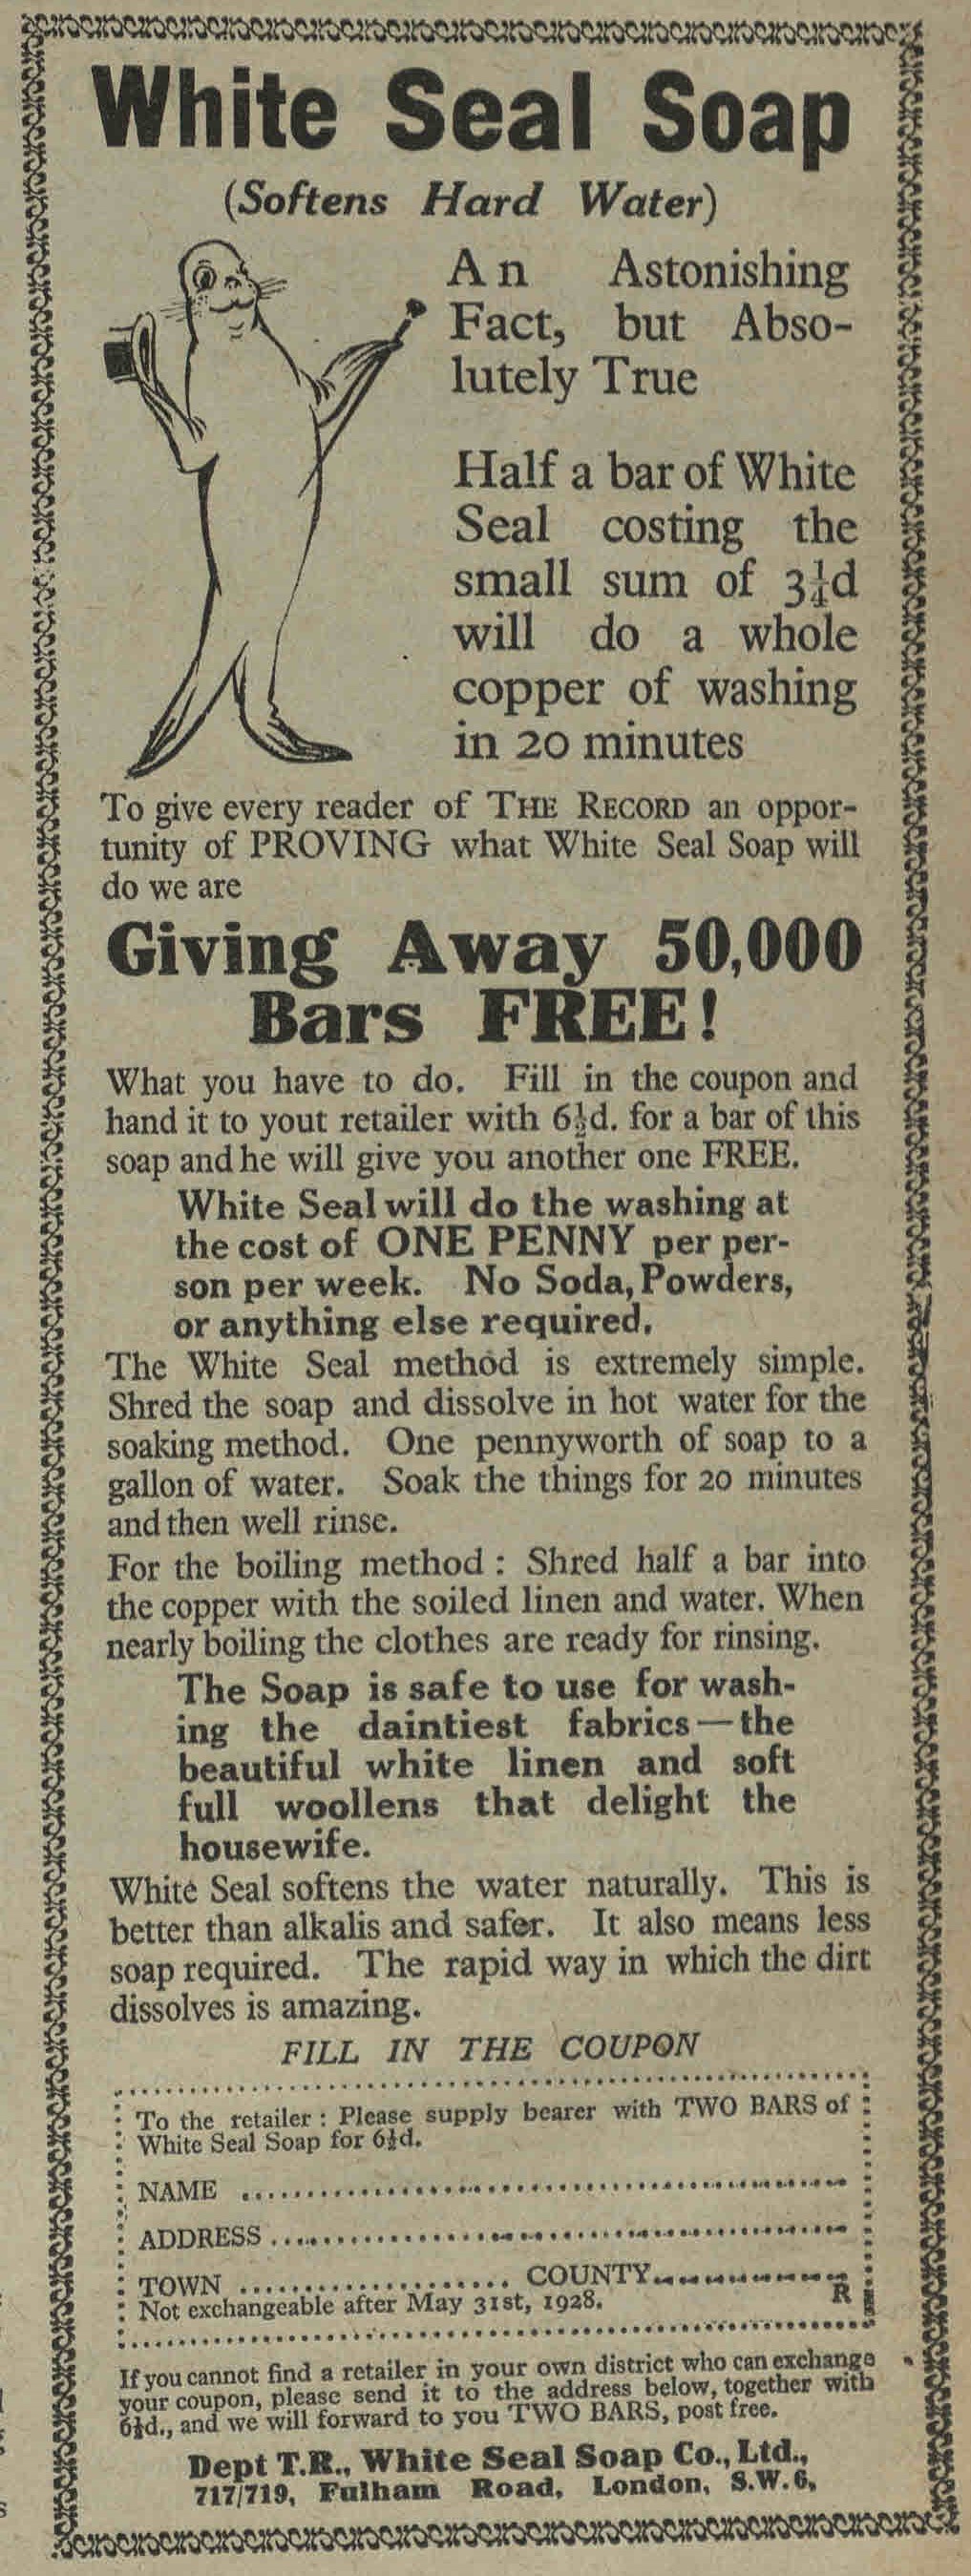 White Seal Soap
(Softens Hard Water)
An Astonishing
Fact, but Abso-
lutely True
Half a bar of White
Seal costing the
small sum of 3¼d
will do a whole
copper of washing
in 20 minutes
To give every reader of THE RECORD an oppor-
tunity of PROVING what White Seal Soap will
do we are
Giving Away 50,000
Bars FREE!
What you have to do. Fill in the coupon and
hand it to yout retailer with 6½d. for a bar of this
soap and he will give you another one FREE.
White Seal will do the washing at
the cost of ONE PENNY per per-
son per week. No Soda, Powders,
or anything else required.
The White Seal method is extremely simple.
Shred the soap and dissolve in hot water for the
soaking method. One pennyworth of soap to a
gallon of water. Soak the things for 20 minutes
and then well rinse.
For the boiling method : Shred half a bar into
the copper with the soiled linen and water. When
nearly boiling the clothes are ready for rinsing.
The Soap is safe to use for wash-
ing the daintiest fabrics—the
beautiful white linen and soft
full woollens that delight the
housewife.
White Seal softens the water naturally. This is
better than alkalis and safer. It also means less
soap required. The rapid way in which the dirt
dissolves is amazing.
FILL IN THE COUPON
To the retailer : Please supply bearer with TWO BARS of
White Seal Soap for 6½d.
NAME
ADDRESS
TOWN COUNTY
Not exchangeable after May 31st, 1928. R
If you cannot find a retailer in your own district who can exchange
your coupon, please send it to the address below, together with
6½d., and we will forward to you TWO BARS, post free.
Dept T.R., White Seal Soap Co., Ltd.,
717/719, Fulham Road, London, S.W.6,